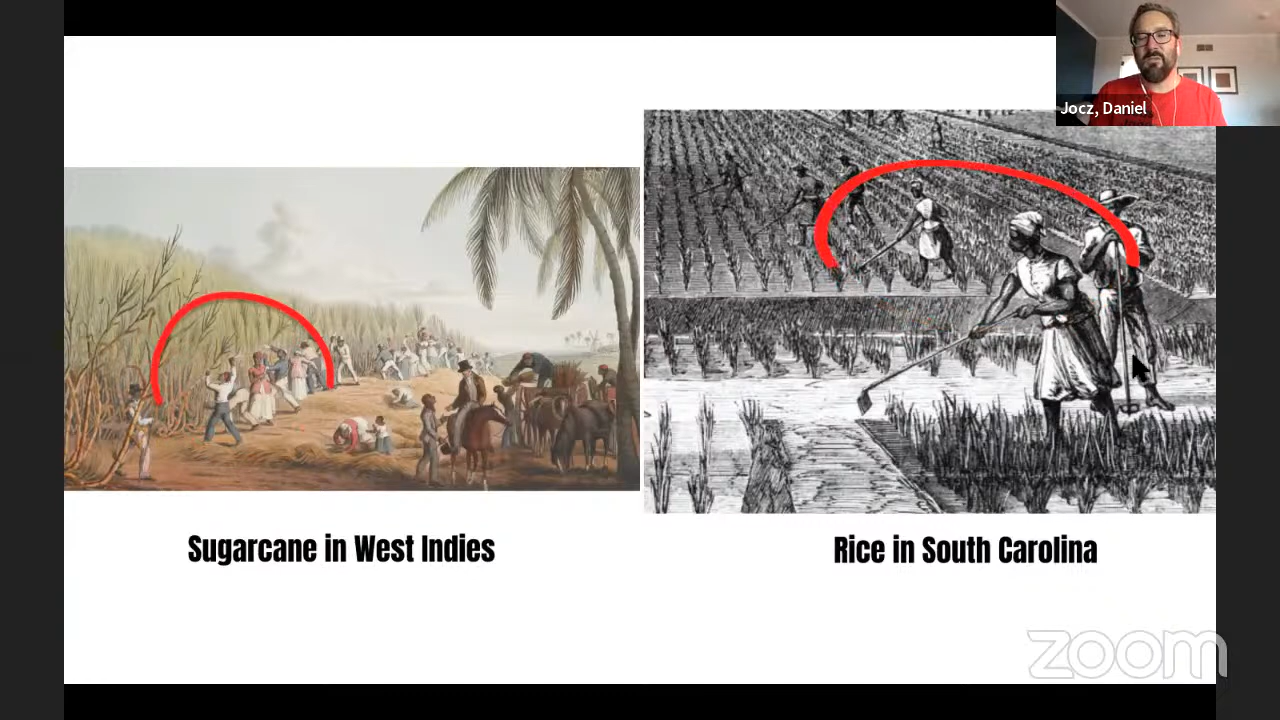 Jocz, Daniel
Sugarcane in West Indies
Rice in South Carolina
zoom